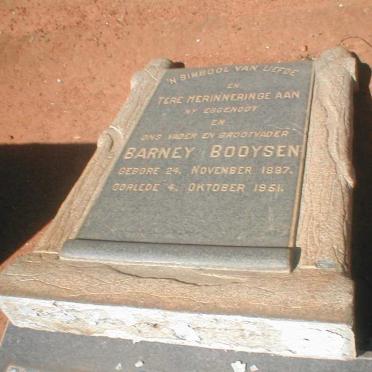 'N SIMBOOL VAN LIEFDE
EN
TERE HERINNERINGE AAN
MY EGGENOOT
EN
ONS VADER EN GROOTVADER
BARNEY BOOYSEN
GEBORE 24. NOVEMBER 1887.
OORLEDE 4. OKTOBER 1951.